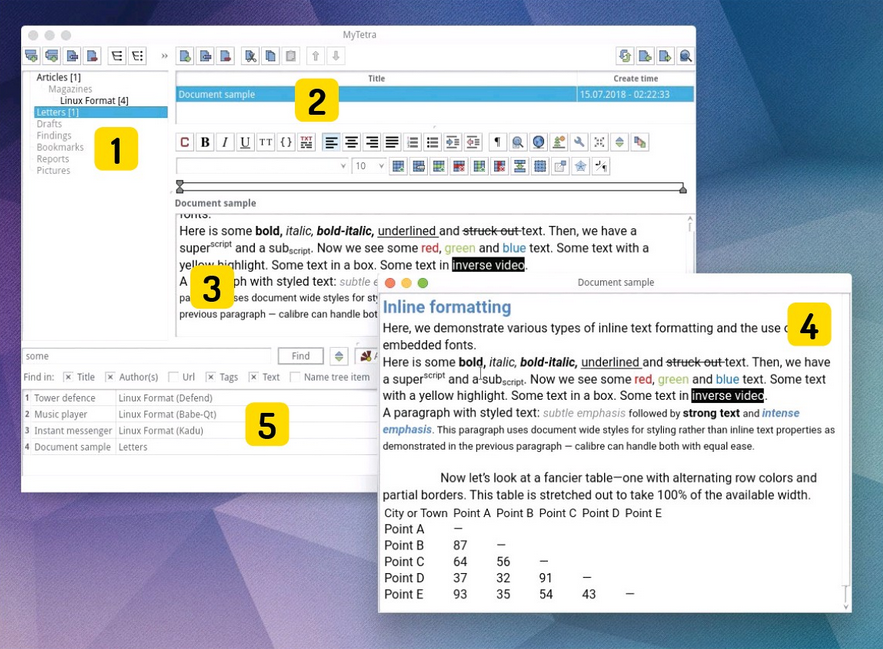 MyTetra
Title Create time
Document sample 15.07.2018 - 02:22:33
Articles [1]
Magazines
Linux Format [4]
Letters [1]
Drafts
Findings
Bookmarks
Reports
Pictures
1
2
C B I U TT {} TXT
10
Document sample
fonts.
Here is some bold, italic, bold-italic, underlined and struck out text. Then, we have
superscript and a subscript. Now we see some red, green and blue text. Some text with a
yellow highlight. Some text in a box. Some text in inverse video.
A ph with styled text: subtle e
pa uses document wide styles for sty
previous paragraph — calibre can handle bot
3
some Find
Find in: Title Author(s) Url Tags Text Name tree item
1 Tower defence Linux Format (Defend)
2 Music player Linux Format (Babe-Qt)
3 Instant messenger Linux Format (Kadu)
4 Document sample Letters
5
Document sample
Inline formatting
4
Here, we demonstrate various types of inline text formatting and the use o
embedded fonts.
Here is some bold, italic, bold-italic, underlined and struck out text. Then, we have
a superscript and a subscript. Now we see some red, green and blue text. Some text
with a yellow highlight. Some text in a box. Some text in inverse video.
A paragraph with styled text: subtle emphasis followed by strong text and intense
emphasis. This paragraph uses document wide styles for styling rather than inline text properties as
demonstrated in the previous paragraph — calibre can handle both with equal ease.
Now let's look at a fancier table—one with alternating row colors and
partial borders. This table is stretched out to take 100% of the available width.
City or Town Point A Point B Point C Point D Point E
Point A —
Point B 87 —
Point C 64 56 —
Point D 37 32 91 —
Point E 93 35 54 43 —